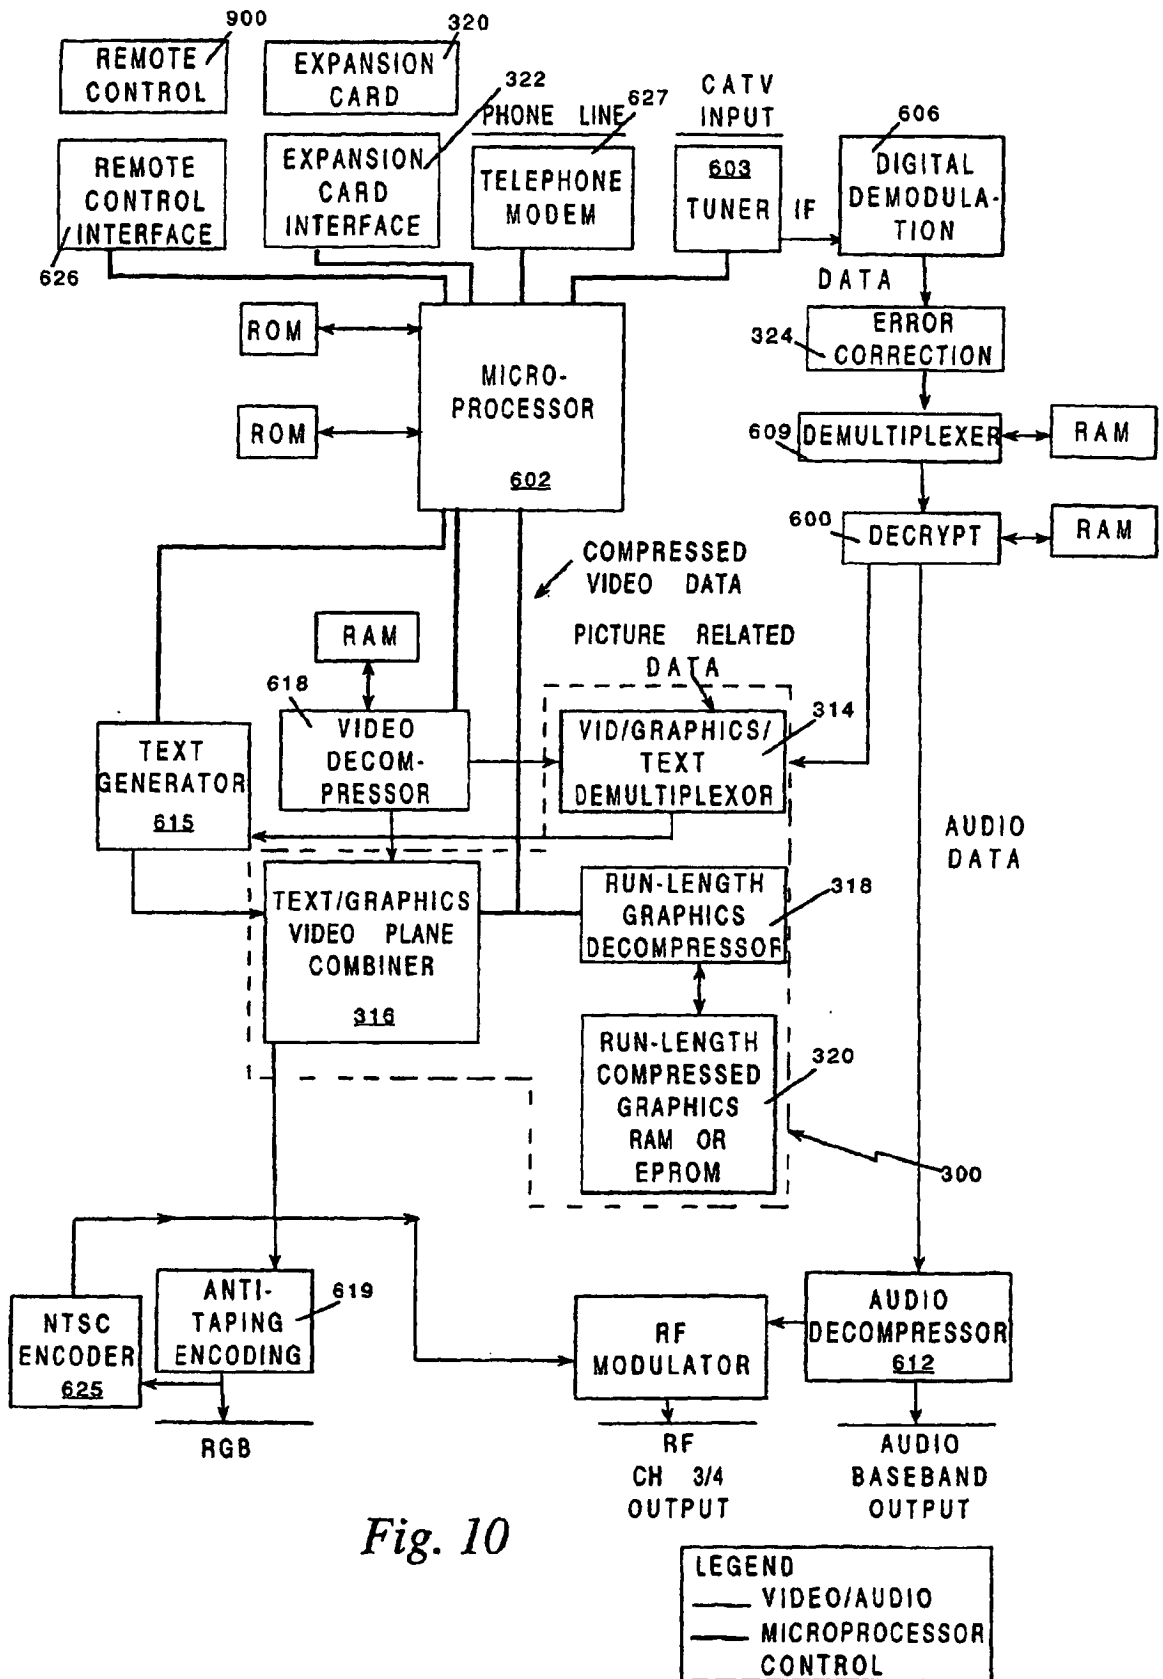 900
320
REMOTE
CONTROL
EXPANSION
CARD
322
PHONE LINE
627
CATV
INPUT
606
REMOTE
CONTROL
INTERFACE
626
EXPANSION
CARD
INTERFACE
TELEPHONE
MODEM
603
TUNER
IF
DIGITAL
DEMODULA-
TION
DATA
ROM
324
ERROR
CORRECTION
MICRO-
PROCESSOR
602
ROM
609
DEMULTIPLEXER
RAM
600
DECRYPT
RAM
COMPRESSED
VIDEO DATA
RAM
PICTURE RELATED
DATA
618
VIDEO
DECOM-
PRESSOR
VID/GRAPHICS/
TEXT
DEMULTIPLEXOR
314
TEXT
GENERATOR
615
AUDIO
DATA
TEXT/GRAPHICS
VIDEO PLANE
COMBINER
316
RUN-LENGTH
GRAPHICS
DECOMPRESSOR
318
RUN-LENGTH
COMPRESSED
GRAPHICS
RAM OR
EPROM
320
300
NTSC
ENCODER
625
ANTI-
TAPING
ENCODING
619
RF
MODULATOR
AUDIO
DECOMPRESSOR
612
RGB
RF
CH 3/4
OUTPUT
AUDIO
BASEBAND
OUTPUT
Fig. 10
LEGEND
VIDEO/AUDIO
MICROPROCESSOR
CONTROL